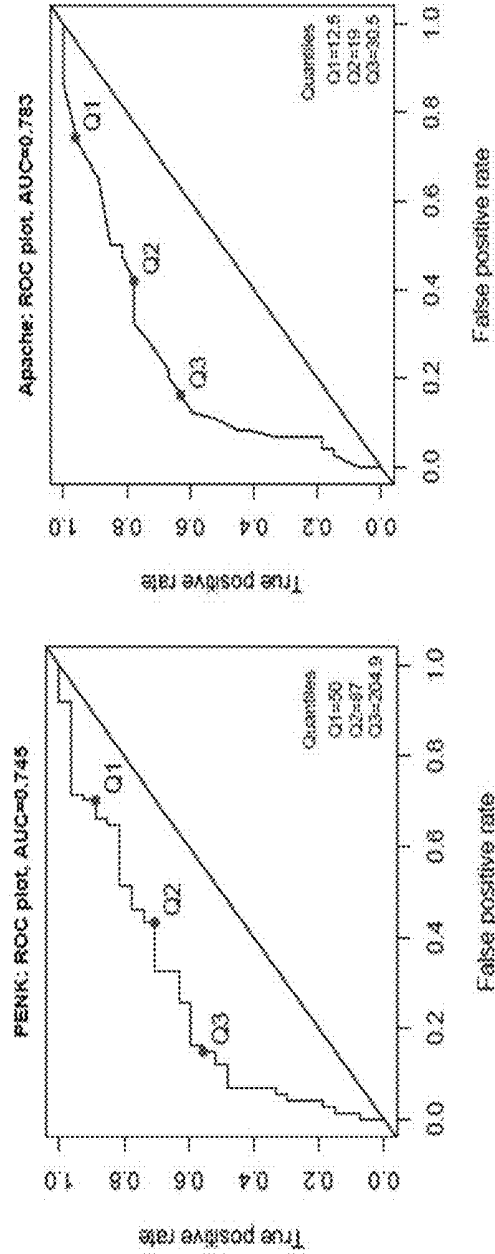 PENK: ROC plot, AUC=0.745
True positive rate
1.0
0.8
0.6
0.4
0.2
0.0
Q1
Q2
Q3
Quantiles
Q1=50
Q2=87
Q3=204.9
0.0 0.2 0.4 0.6 0.8 1.0
False positive rate
Apache: ROC plot, AUC=0.783
True positive rate
1.0
0.8
0.6
0.4
0.2
0.0
Q1
Q2
Q3
Quantiles
Q1=12.5
Q2=19
Q3=30.5
0.0 0.2 0.4 0.6 0.8 1.0
False positive rate